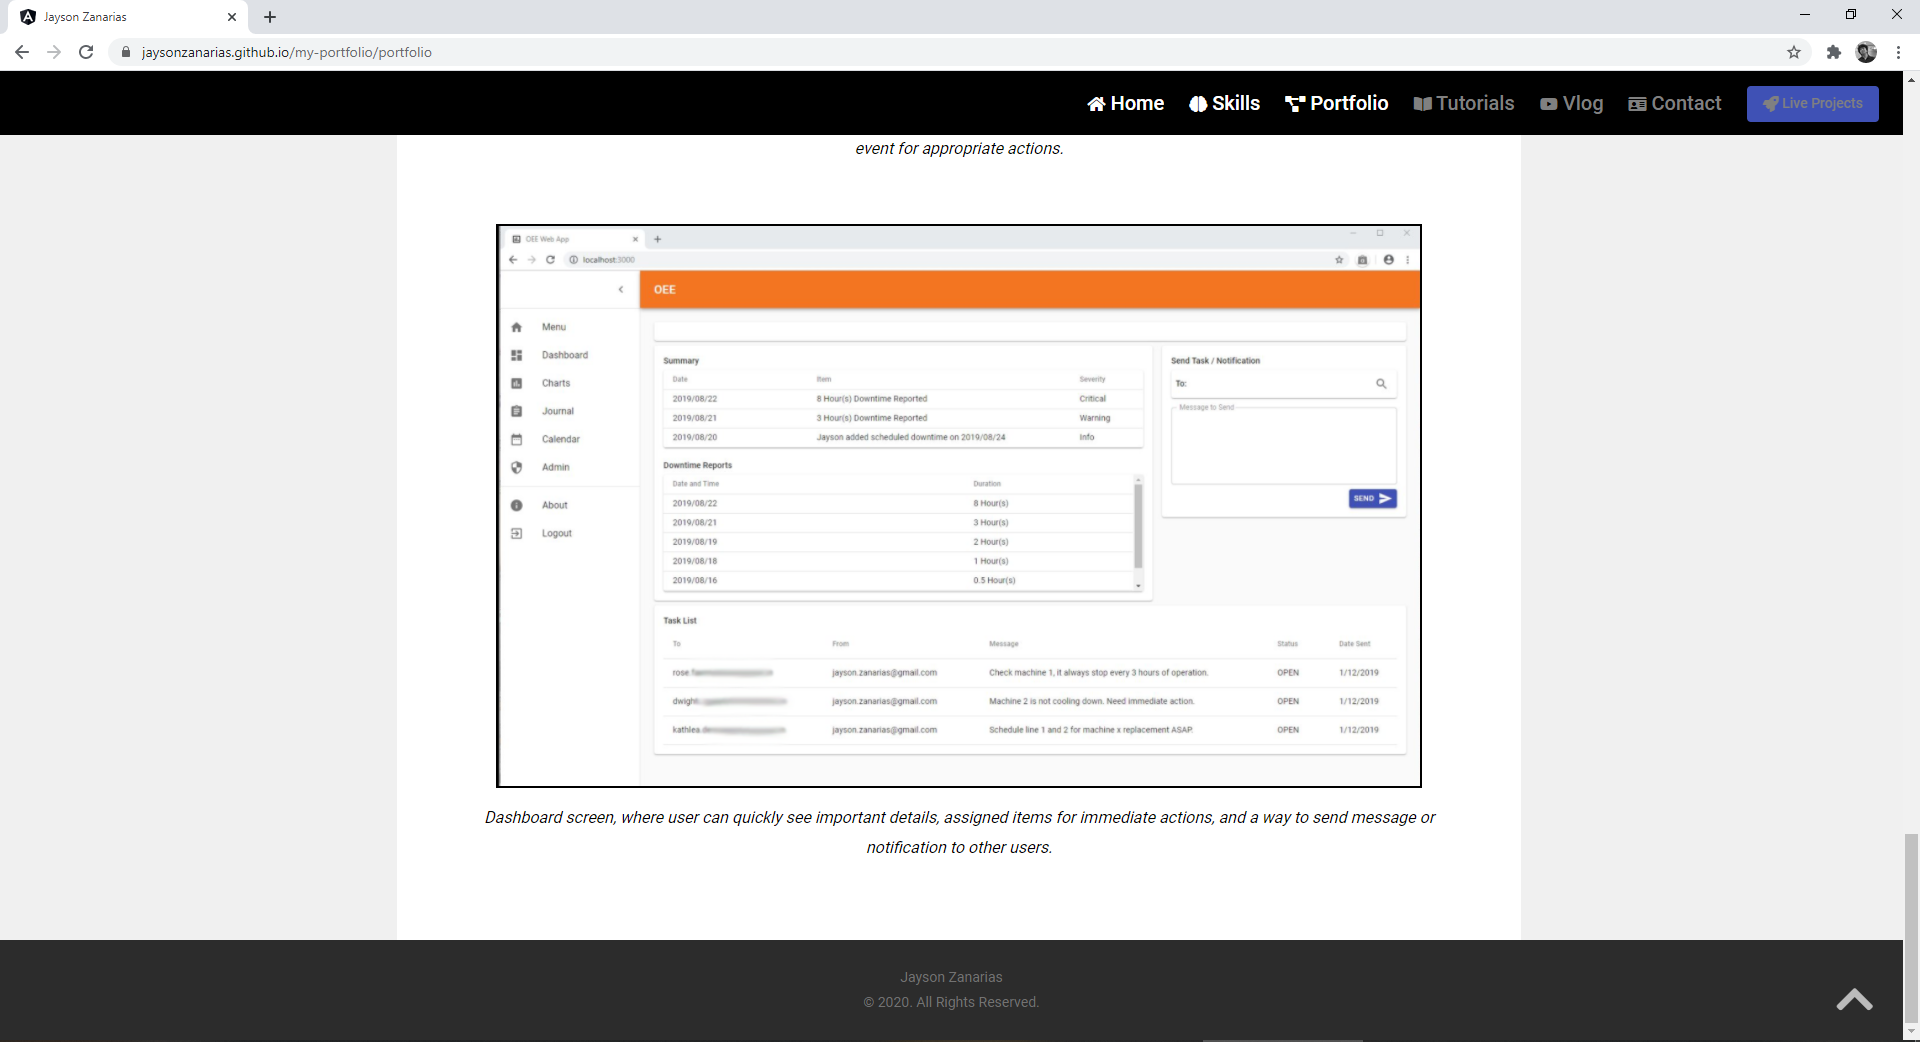 Jayson Zanarias
jaysonzanarias.github.io/my-portfolio/portfolio
Home Skills Portfolio Tutorials Vlog Contact Live Projects
event for appropriate actions.
OEE Web App
localhost:3000
OEE
Menu
Dashboard
Charts
Journal
Calendar
Admin
About
Logout
Summary
Date Item Severity
2019/08/22 8 Hour(s) Downtime Reported Critical
2019/08/21 3 Hour(s) Downtime Reported Warning
2019/08/20 Jayson added scheduled downtime on 2019/08/24 Info
Downtime Reports
Date and Time Duration
2019/08/22 8 Hour(s)
2019/08/21 3 Hour(s)
2019/08/19 2 Hour(s)
2019/08/18 1 Hour(s)
2019/08/16 0.5 Hour(s)
Send Task / Notification
To:
Message to Send
SEND
Task List
To From Message Status Date Sent
rose. jayson.zanarias@gmail.com Check machine 1, it always stop every 3 hours of operation. OPEN 1/12/2019
dwight jayson.zanarias@gmail.com Machine 2 is not cooling down. Need immediate action. OPEN 1/12/2019
kathlea. jayson.zanarias@gmail.com Schedule line 1 and 2 for machine x replacement ASAP. OPEN 1/12/2019
Dashboard screen, where user can quickly see important details, assigned items for immediate actions, and a way to send message or
notification to other users.
Jayson Zanarias
© 2020. All Rights Reserved.